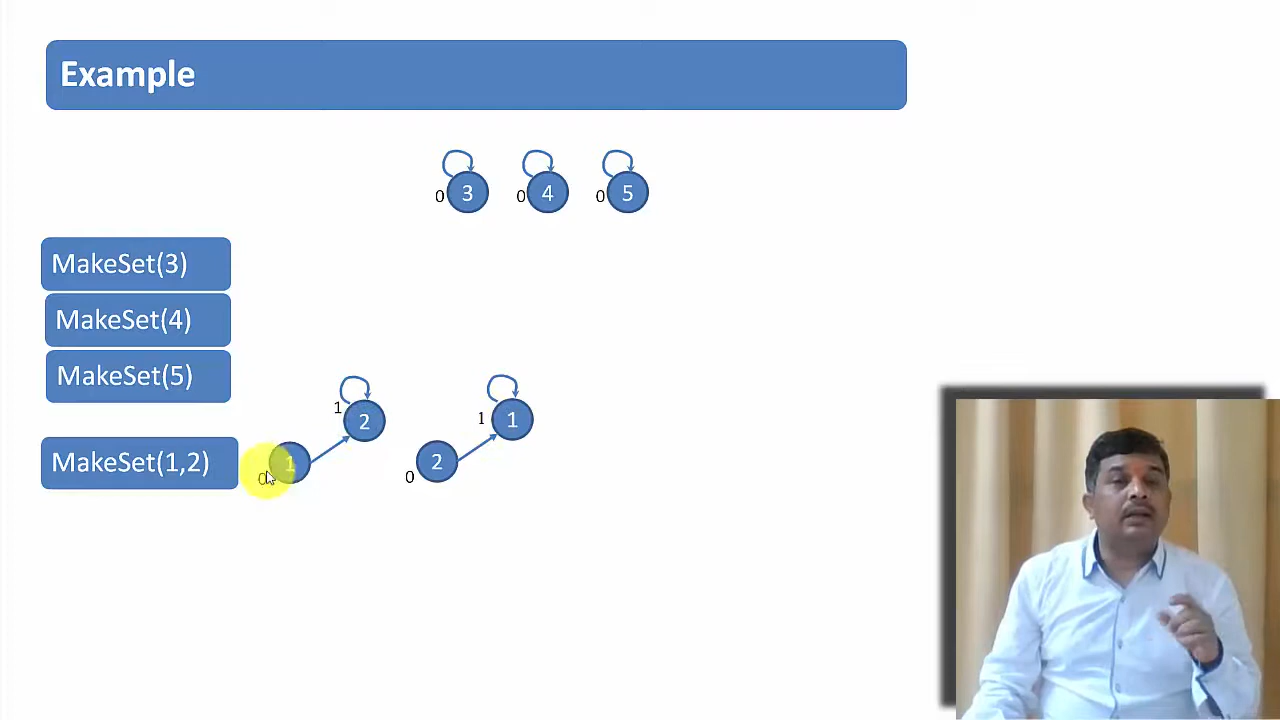 Example
0 3 0 4 0 5
MakeSet(3)
MakeSet(4)
MakeSet(5)
1 2 1 1
MakeSet(1,2) 0 1 0 2